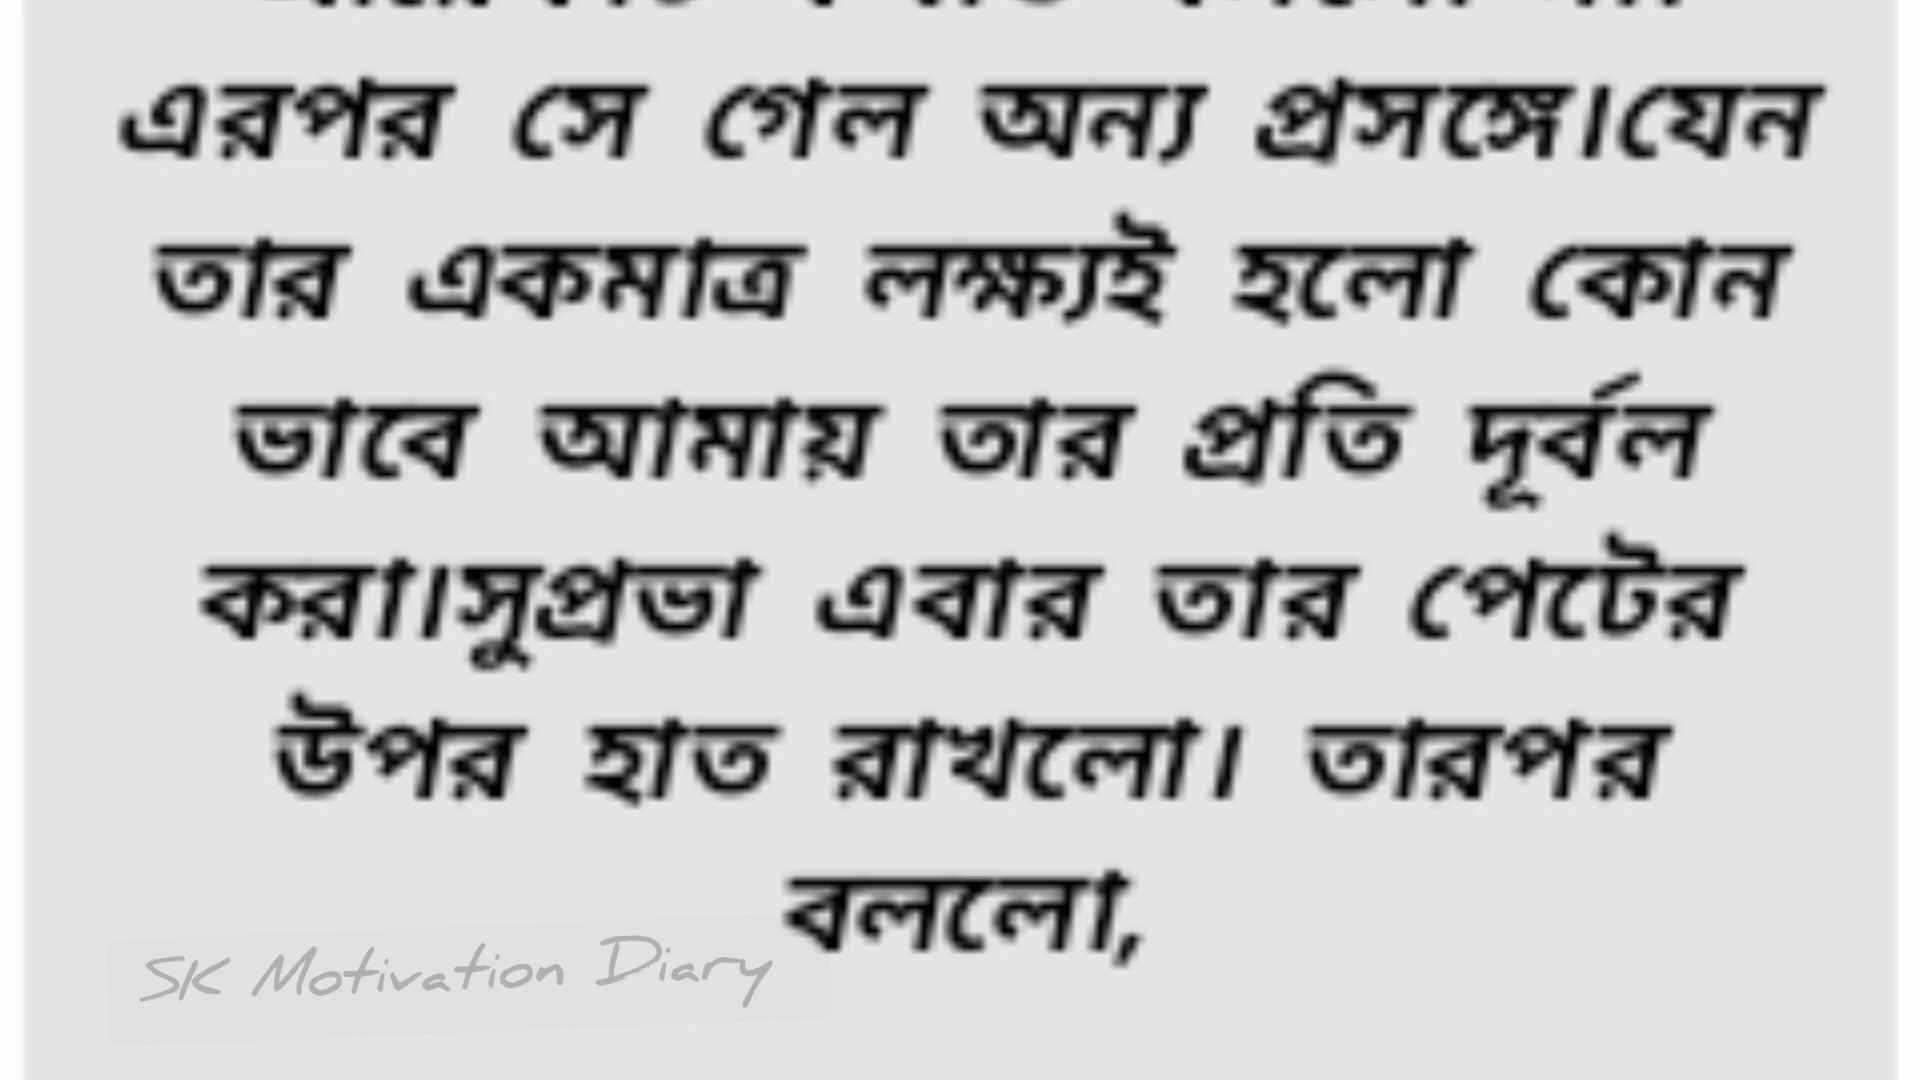 এরপর সে গেল অন্য প্রসঙ্গে।যেন
তার একমাত্র লক্ষ্যই হলো কোন
ভাবে আমায় তার প্রতি দূর্বল
করা।সুপ্রভা এবার তার পেটের
উপর হাত রাখলো। তারপর
বললো,
SK Motivation Diary